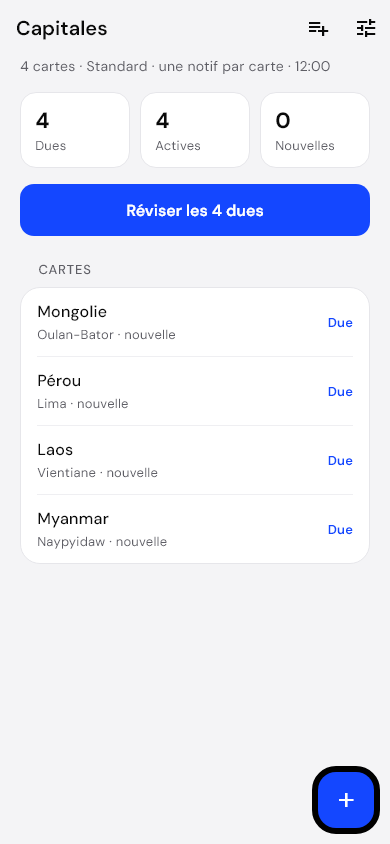 Capitales
4 cartes · Standard · une notif par carte · 12:00
4
Dues
4
Actives
0
Nouvelles
Réviser les 4 dues
CARTES
Mongolie
Oulan-Bator · nouvelle
Due
Pérou
Lima · nouvelle
Due
Laos
Vientiane · nouvelle
Due
Myanmar
Naypyidaw · nouvelle
Due
+